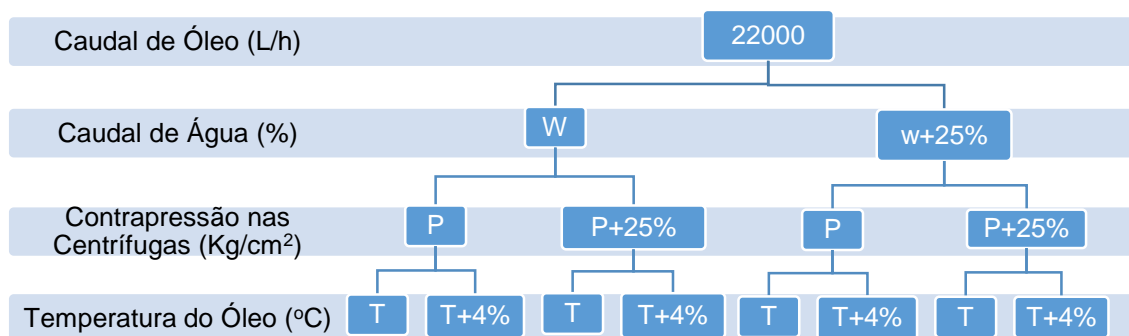 Caudal de Óleo (L/h)
22000
Caudal de Água (%)
W
w+25%
Contrapressão nas
Centrífugas (Kg/cm²)
P
P+25%
P
P+25%
Temperatura do Óleo (ºC)
T
T+4%
T
T+4%
T
T+4%
T
T+4%